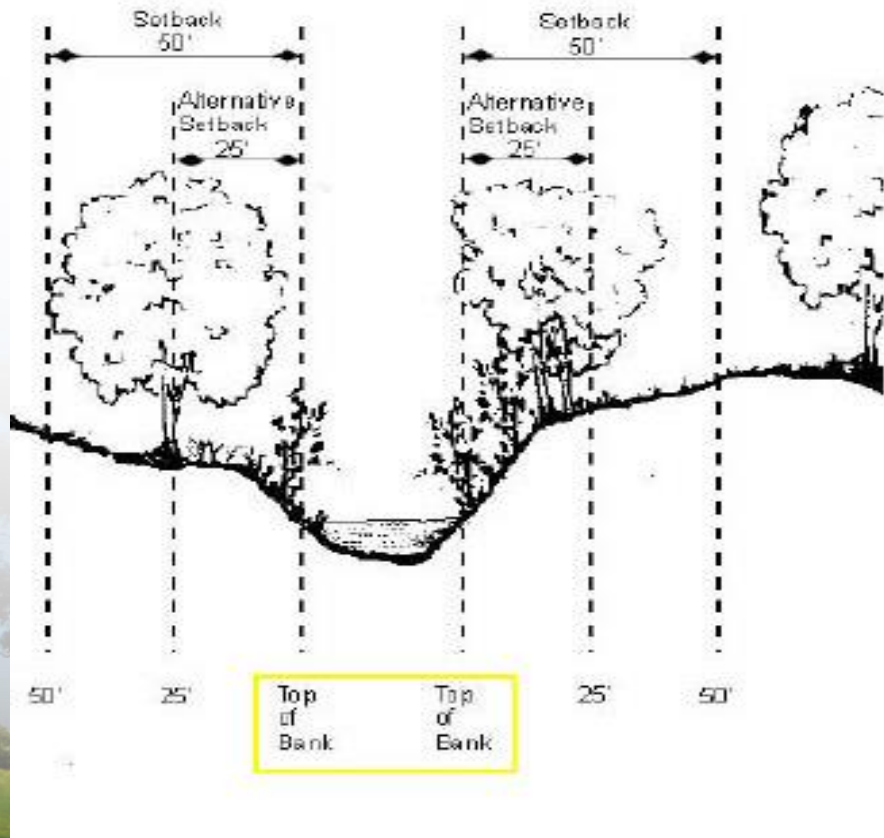 Setback
50'
Setback
50'
Alternative
Setback
25'
Alternative
Setback
25'
50'
25'
Top
of
Bank
Top
of
Bank
25'
50'